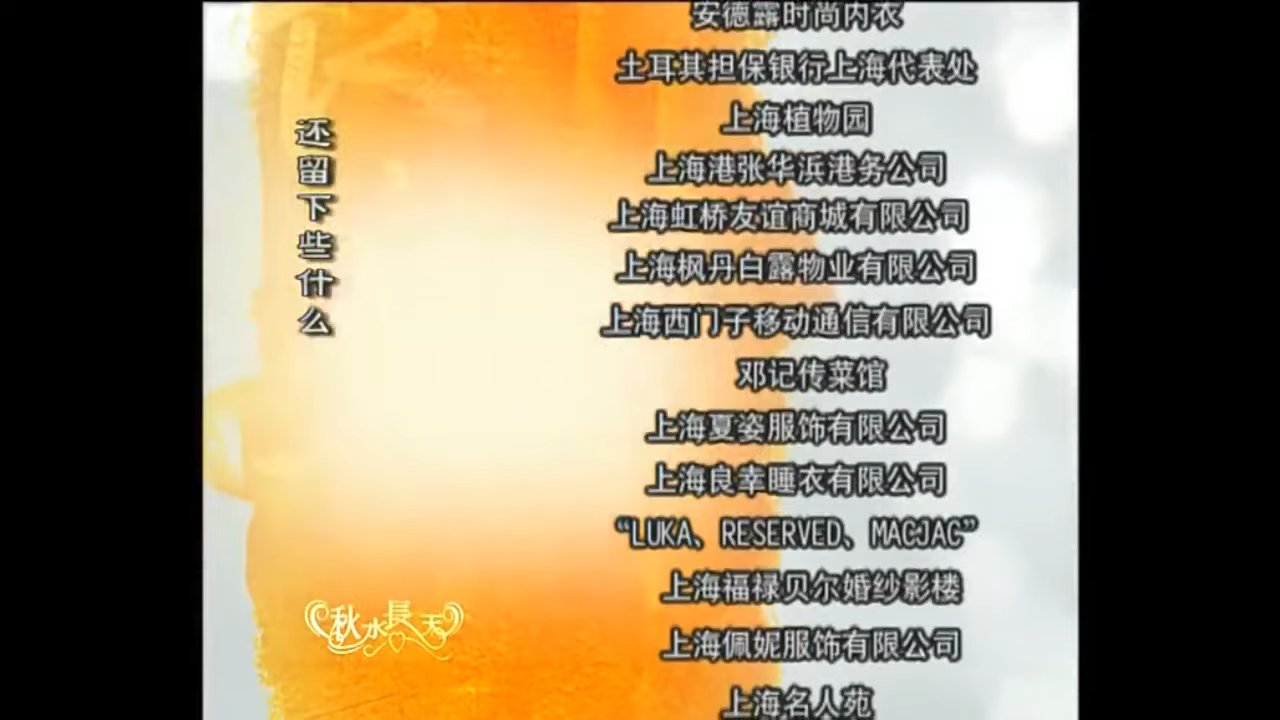 安德露时尚内衣
土耳其担保银行上海代表处
上海植物园
上海港张华浜港务公司
上海虹桥友谊商城有限公司
上海枫丹白露物业有限公司
上海西门子移动通信有限公司
邓记传菜馆
上海夏姿服饰有限公司
上海良幸睡衣有限公司
“LUKA、RESERVED、MACJAC”
上海福禄贝尔婚纱影楼
上海佩妮服饰有限公司
上海名人苑
还留下些什么
秋水長天